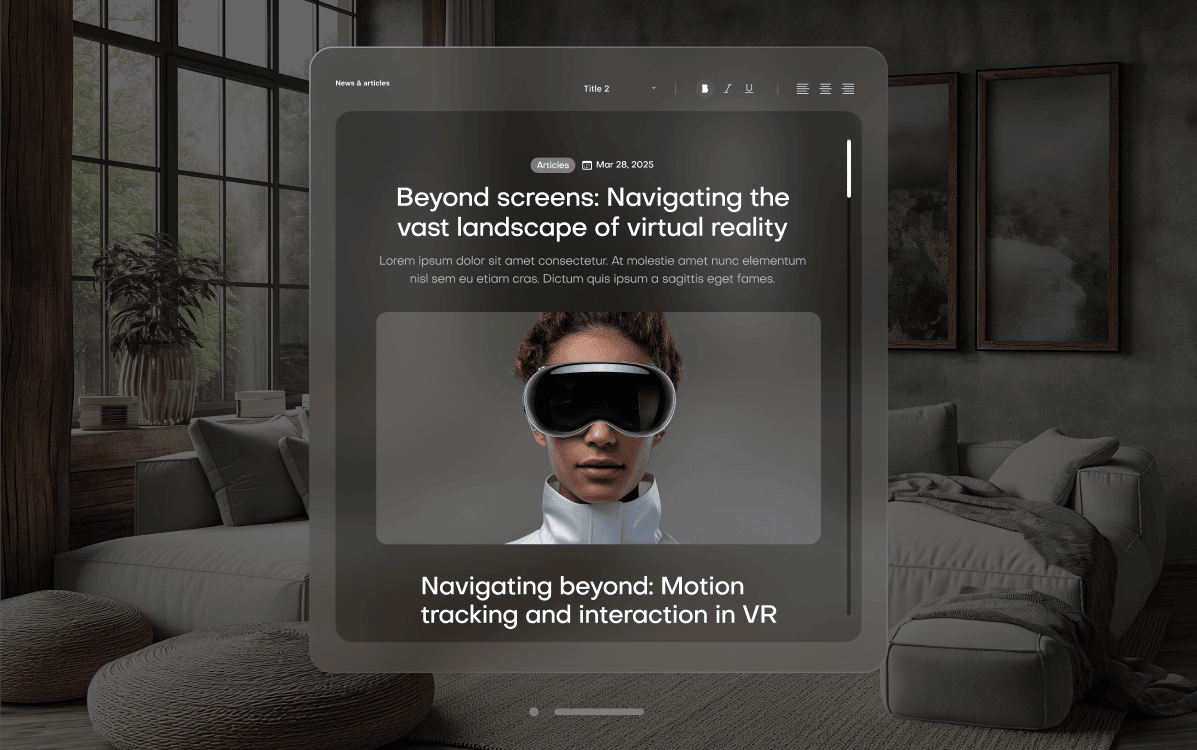 News & articles
Title 2
B I U
Articles
Mar 28, 2025
Beyond screens: Navigating the
vast landscape of virtual reality
Lorem ipsum dolor sit amet consectetur. At molestie amet nunc elementum
nisl sem eu etiam cras. Dictum quis ipsum a sagittis eget fames.
Navigating beyond: Motion
tracking and interaction in VR